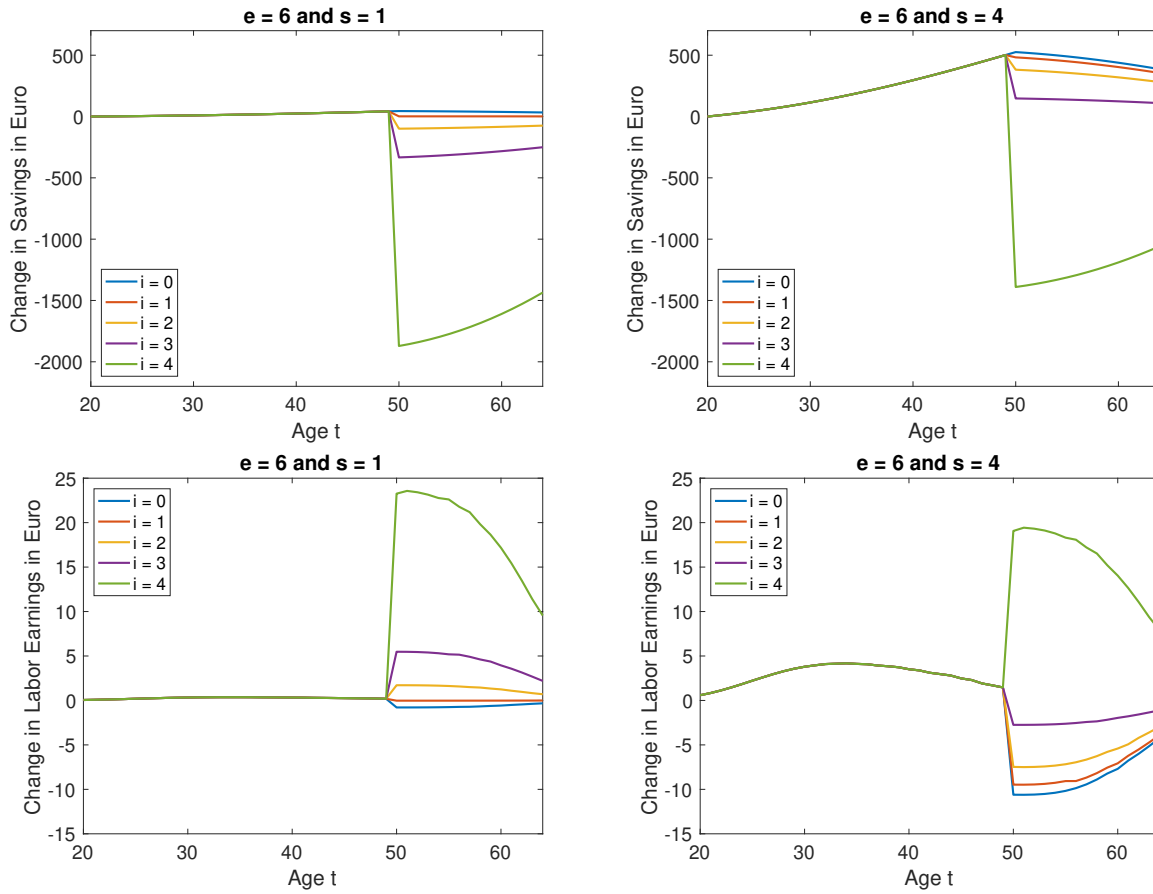 e = 6 and s = 1
Change in Savings in Euro
500
0
-500
-1000
-1500
-2000
i = 0
i = 1
i = 2
i = 3
i = 4
20 30 40 50 60
Age t
e = 6 and s = 4
Change in Savings in Euro
500
0
-500
-1000
-1500
-2000
i = 0
i = 1
i = 2
i = 3
i = 4
20 30 40 50 60
Age t
e = 6 and s = 1
Change in Labor Earnings in Euro
25
20
15
10
5
0
-5
-10
-15
i = 0
i = 1
i = 2
i = 3
i = 4
20 30 40 50 60
Age t
e = 6 and s = 4
Change in Labor Earnings in Euro
25
20
15
10
5
0
-5
-10
-15
i = 0
i = 1
i = 2
i = 3
i = 4
20 30 40 50 60
Age t